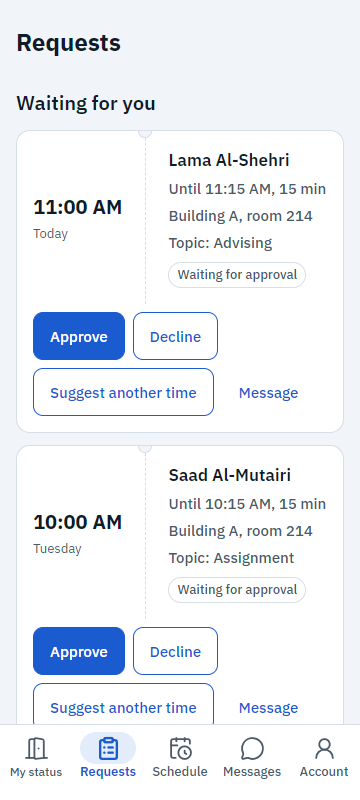 Requests
Waiting for you
11:00 AM
Today
Lama Al-Shehri
Until 11:15 AM, 15 min
Building A, room 214
Topic: Advising
Waiting for approval
Approve
Decline
Suggest another time
Message
10:00 AM
Tuesday
Saad Al-Mutairi
Until 10:15 AM, 15 min
Building A, room 214
Topic: Assignment
Waiting for approval
Approve
Decline
Suggest another time
Message
My status
Requests
Schedule
Messages
Account